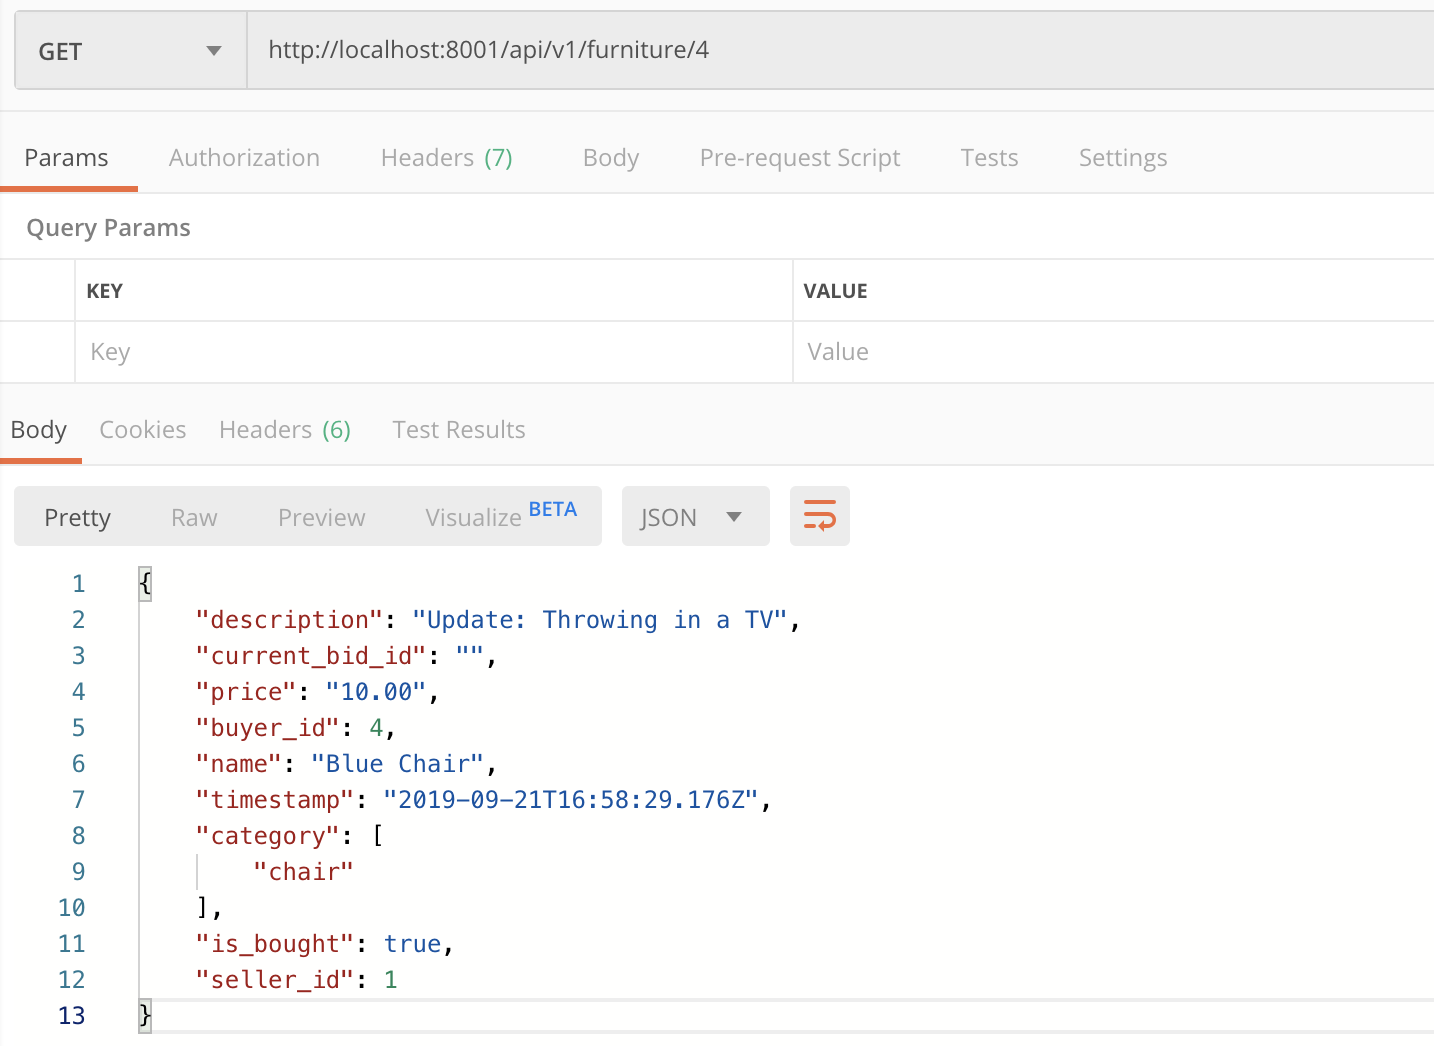 GET http://localhost:8001/api/v1/furniture/4
Params Authorization Headers (7) Body Pre-request Script Tests Settings
Query Params
KEY VALUE
Key Value
Body Cookies Headers (6) Test Results
Pretty Raw Preview Visualize BETA JSON
1 {
2 "description": "Update: Throwing in a TV",
3 "current_bid_id": "",
4 "price": "10.00",
5 "buyer_id": 4,
6 "name": "Blue Chair",
7 "timestamp": "2019-09-21T16:58:29.176Z",
8 "category": [
9 "chair"
10 ],
11 "is_bought": true,
12 "seller_id": 1
13 }